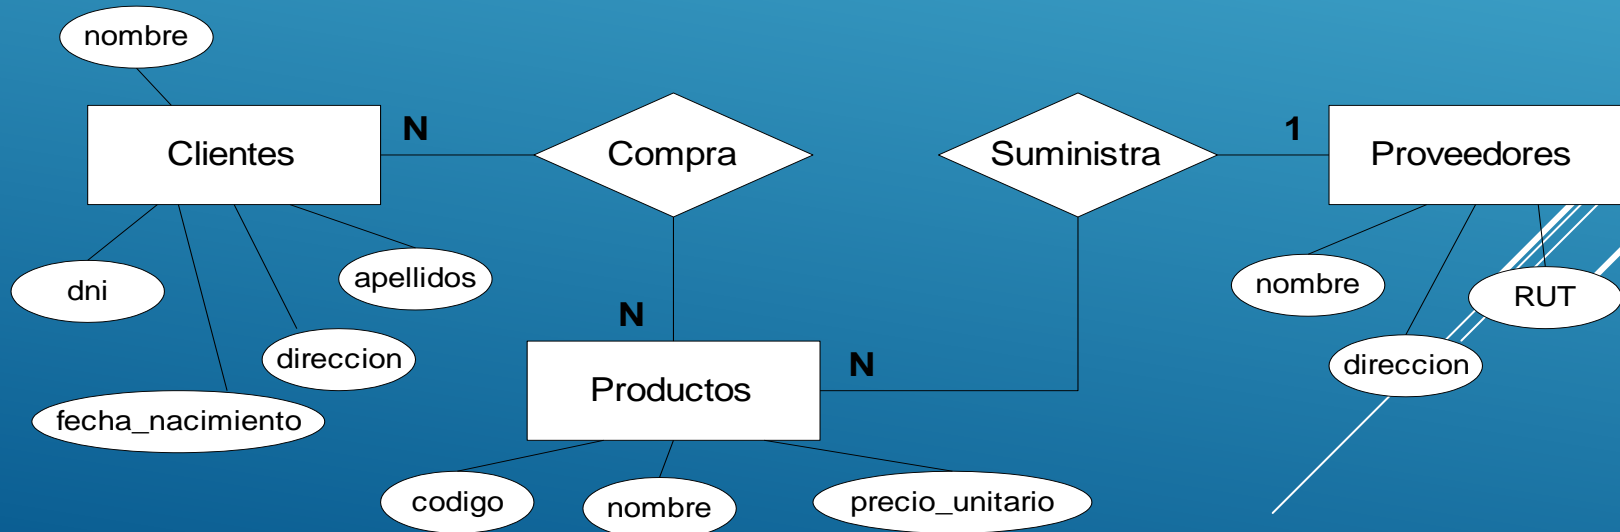 nombre
Clientes
N
Compra
Suministra
1
Proveedores
dni
apellidos
direccion
fecha_nacimiento
N
Productos
N
nombre
RUT
direccion
codigo
nombre
precio_unitario